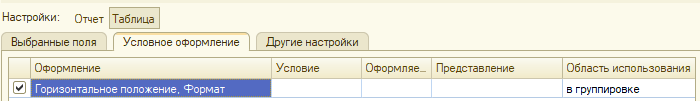 Настройки: Отчет Таблица
Выбранные поля Условное оформление Другие настройки
Оформление Условие Оформляе... Представление Область использования
Горизонтальное положение, Формат в группировке